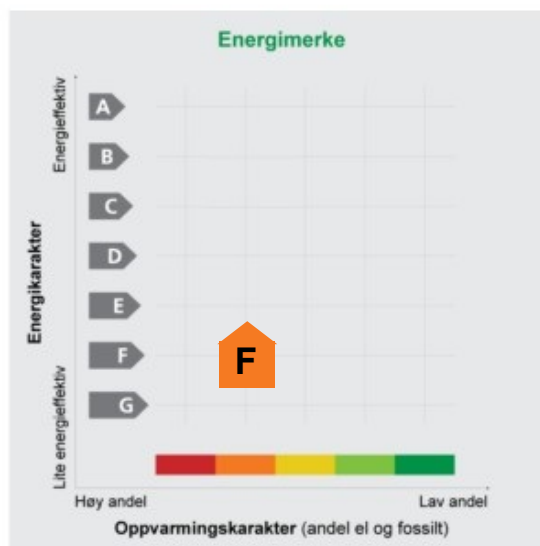 Energimerke
Energieffektiv
Energikarakter
Lite energieffektiv
A
B
C
D
E
F
G
F
Høy andel
Lav andel
Oppvarmingskarakter (andel el og fossilt)